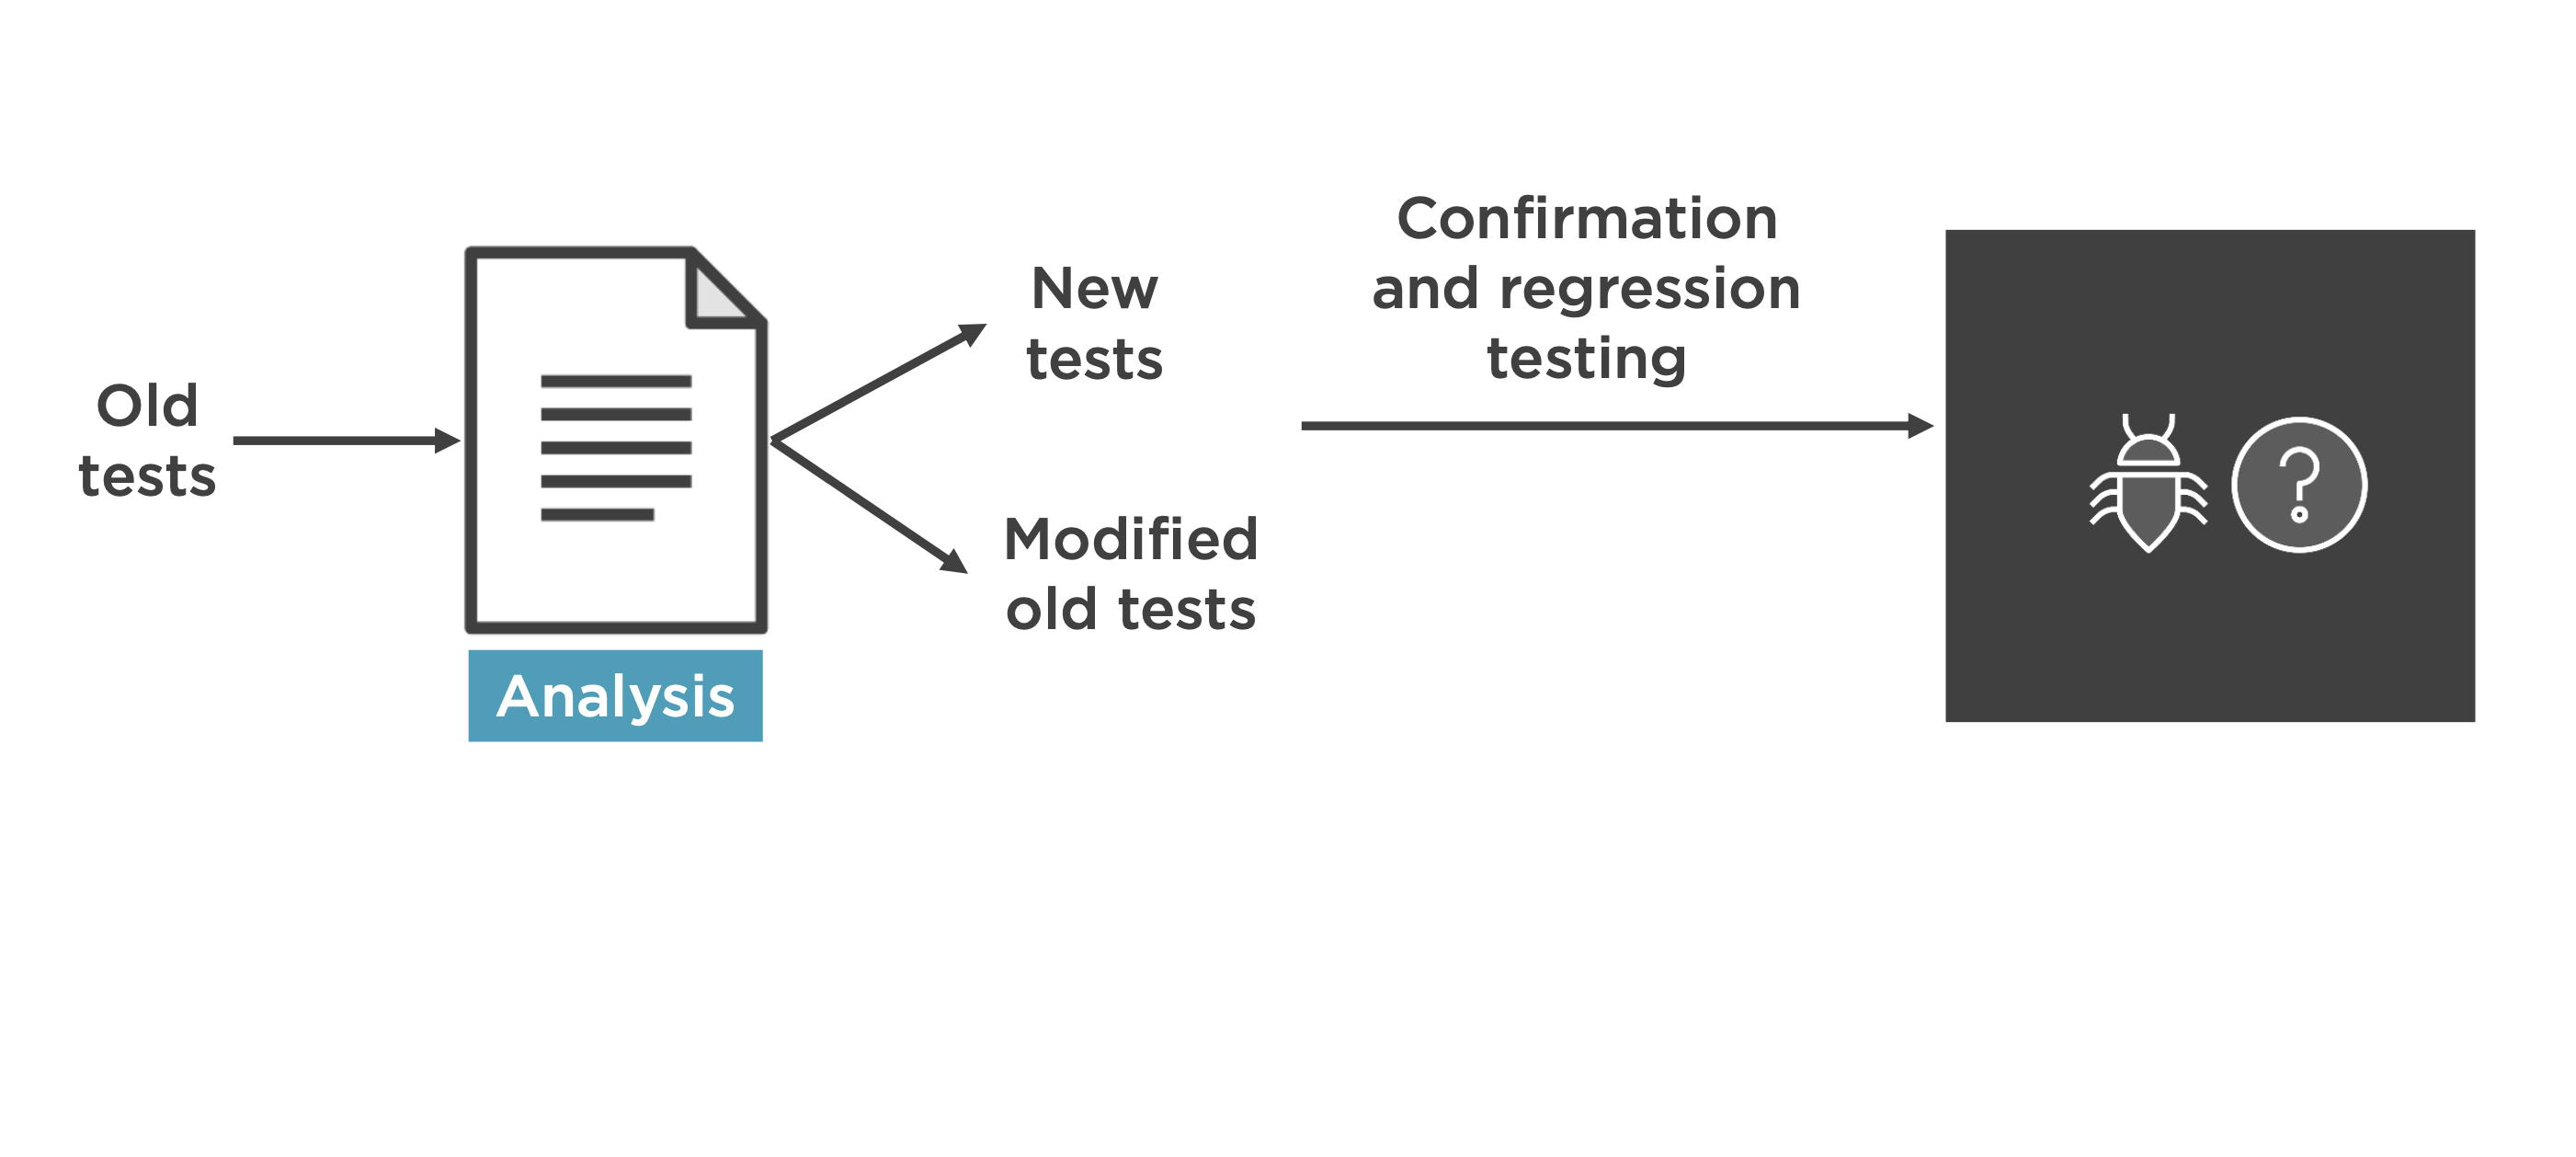 Old
tests
Analysis
New
tests
Modified
old tests
Confirmation
and regression
testing
?